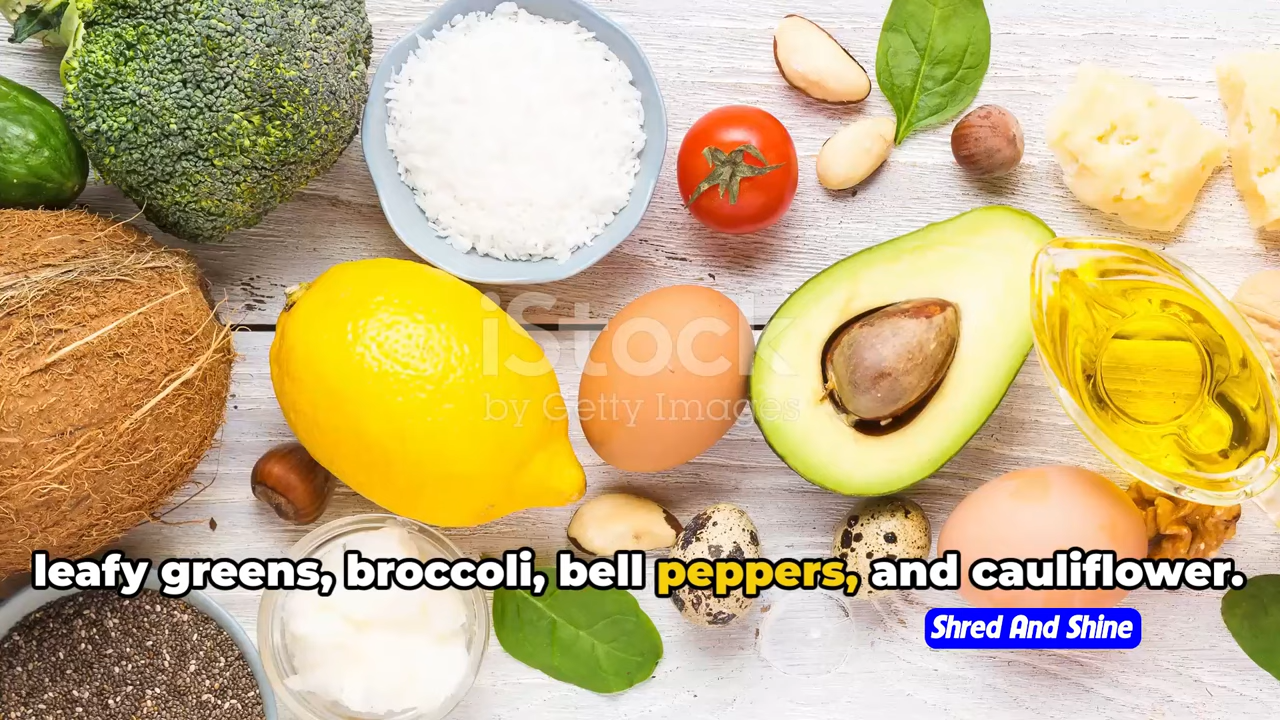 iStock
by Getty Images
leafy greens, broccoli, bell peppers, and cauliflower.
Shred And Shine